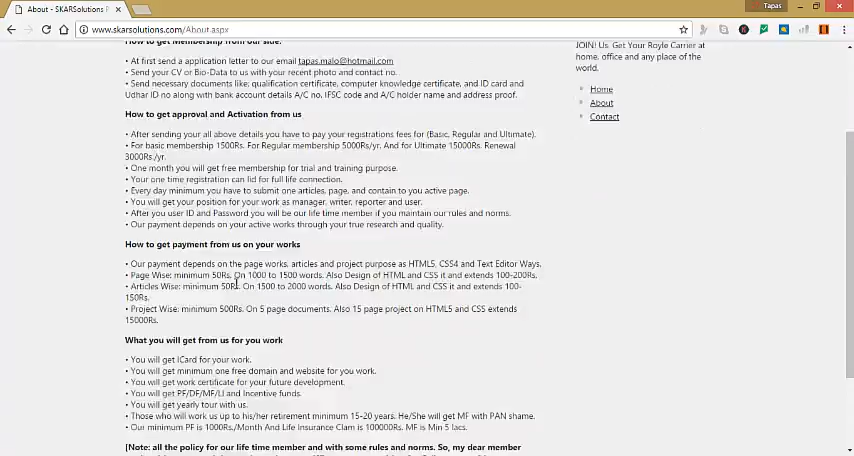 Tapas
About - SKARSolutions P
www.skarsolutions.com/About.aspx
How to get Membership from our side:
• At first send a application letter to our email tapas.malo@hotmail.com
• Send your CV or Bio-Data to us with your recent photo and contact no.
• Send necessary documents like; qualification certificate, computer knowledge certificate, and ID card and
Udhar ID no along with bank account details A/C no. IFSC code and A/C holder name and address proof.
How to get approval and Activation from us
• After sending your all above details you have to pay your registrations fees for (Basic, Regular and Ultimate).
• For basic membership 1500Rs. For Regular membership 5000Rs/yr. And for Ultimate 15000Rs. Renewal
3000Rs./yr.
• One month you will get free membership for trial and training purpose.
• Your one time registration can lid for full life connection.
• Every day minimum you have to submit one articles, page, and contain to you active page.
• You will get your position for your work as manager, writer, reporter and user.
• After you user ID and Password you will be our life time member if you maintain our rules and norms.
• Our payment depends on your active works through your true research and quality.
How to get payment from us on your works
• Our payment depends on the page works, articles and project purpose as HTML5, CSS4 and Text Editor Ways.
• Page Wise: minimum 50Rs. On 1000 to 1500 words. Also Design of HTML and CSS it and extends 100-200Rs.
• Articles Wise: minimum 50Rs. On 1500 to 2000 words. Also Design of HTML and CSS it and extends 100-
150Rs.
• Project Wise: minimum 500Rs. On 5 page documents. Also 15 page project on HTML5 and CSS extends
15000Rs.
What you will get from us for you work
• You will get ICard for your work.
• You will get minimum one free domain and website for you work.
• You will get work certificate for your future development.
• You will get PF/DF/MF/LI and Incentive funds.
• You will get yearly tour with us.
• Those who will work us up to his/her retirement minimum 15-20 years. He/She will get MF with PAN shame.
• Our minimum PF is 1000Rs./Month And Life Insurance Clam is 100000Rs. MF is Min 5 lacs.
[Note: all the policy for our life time member and with some rules and norms. So, my dear member
JOIN! Us. Get Your Royle Carrier at
home, office and any place of the
world.
Home
About
Contact